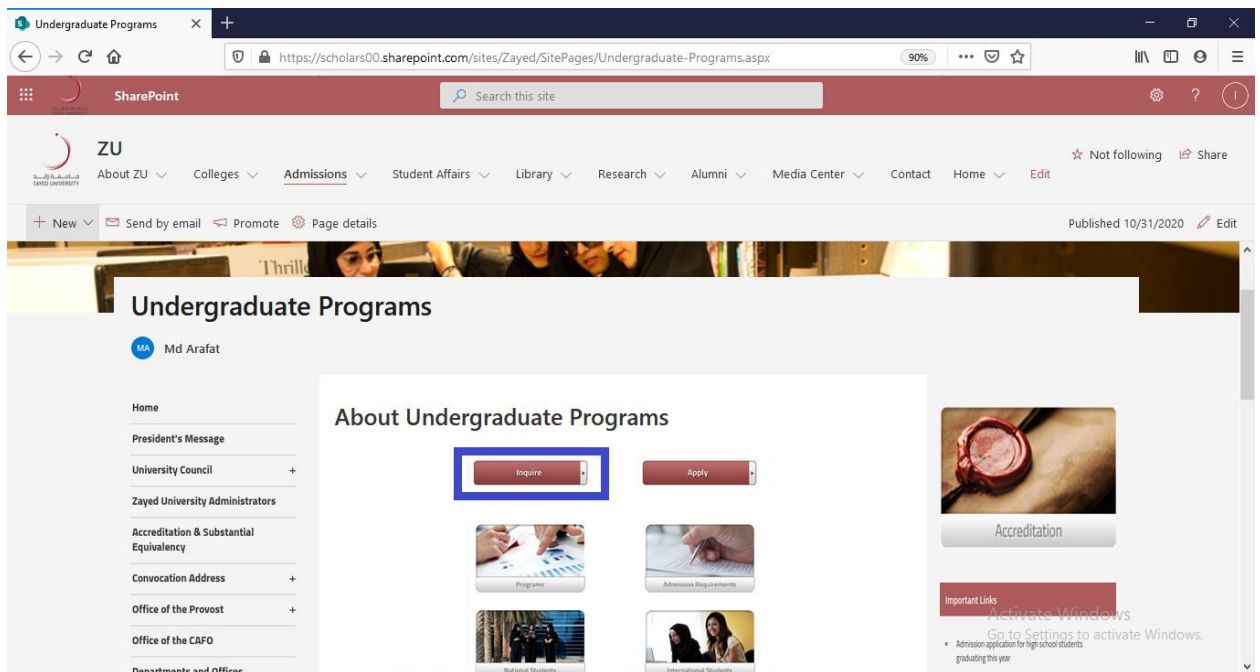 Undergraduate Programs
https://scholars00.sharepoint.com/sites/Zayed/SitePages/Undergraduate-Programs.aspx
90%
SharePoint
Search this site
ZAYED UNIVERSITY
ZU
About ZU
Colleges
Admissions
Student Affairs
Library
Research
Alumni
Media Center
Contact
Home
Edit
Not following
Share
New
Send by email
Promote
Page details
Published 10/31/2020
Edit
Undergraduate Programs
MA
Md Arafat
Home
President's Message
University Council +
Zayed University Administrators
Accreditation & Substantial
Equivalency
Convocation Address +
Office of the Provost +
Office of the CAFO
Departments and Offices
About Undergraduate Programs
Inquire
Apply
Programs
Admission Requirements
National Students
International Students
Accreditation
Important Links
Admission application for high school students
graduating this year
Activate Windows
Go to Settings to activate Windows.